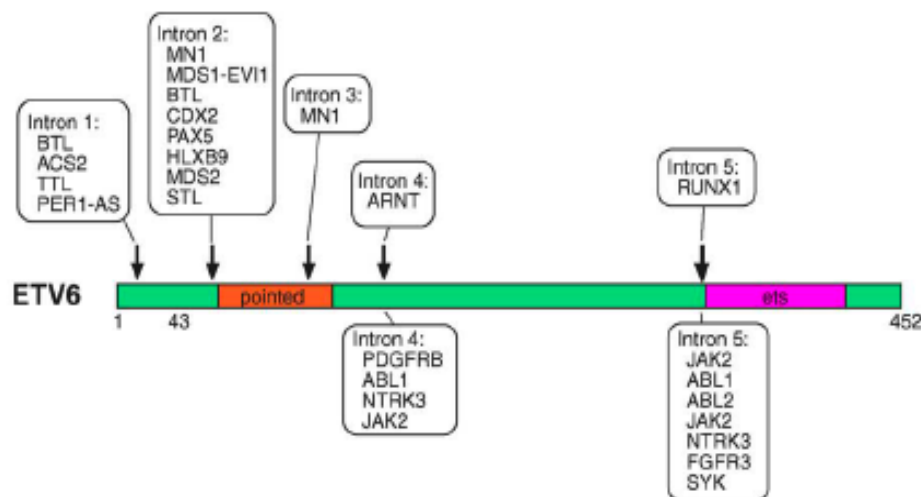 Intron 1:
BTL
ACS2
TTL
PER1-AS
Intron 2:
MN1
MDS1-EVI1
BTL
CDX2
PAX5
HLXB9
MDS2
STL
Intron 3:
MN1
Intron 4:
ARNT
Intron 5:
RUNX1
ETV6
pointed
ets
1
43
452
Intron 4:
PDGFRB
ABL1
NTRK3
JAK2
Intron 5:
JAK2
ABL1
ABL2
JAK2
NTRK3
FGFR3
SYK